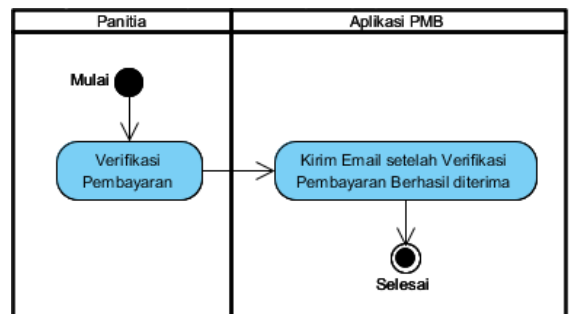 Panitia
Aplikasi PMB
Mulai
Verifikasi
Pembayaran
Kirim Email setelah Verifikasi
Pembayaran Berhasil diterima
Selesai